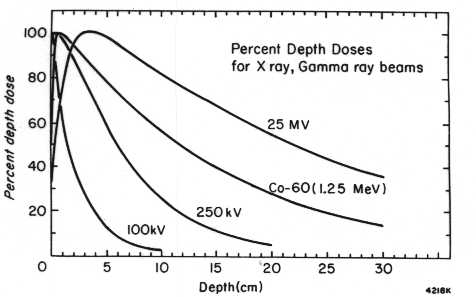 Percent Depth Doses
for X ray, Gamma ray beams
Percent depth dose
100
80
60
40
20
0
25 MV
Co-60(1.25 MeV)
250 kV
100kV
0 5 10 15 20 25 30
Depth(cm)
4218K